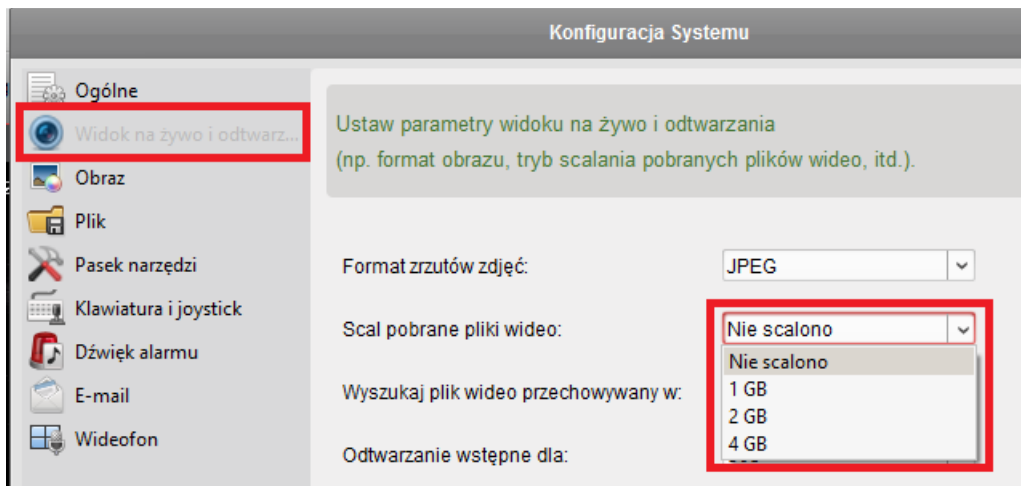 Konfiguracja Systemu
Ogólne
Widok na żywo i odtwarz...
Obraz
Plik
Pasek narzędzi
Klawiatura i joystick
Dźwięk alarmu
E-mail
Wideofon
Ustaw parametry widoku na żywo i odtwarzania
(np. format obrazu, tryb scalania pobranych plików wideo, itd.).
Format zrzutów zdjęć: JPEG
Scal pobrane pliki wideo: Nie scalono
Nie scalono
Wyszukaj plik wideo przechowywany w: 1 GB
2 GB
Odtwarzanie wstępne dla: 4 GB